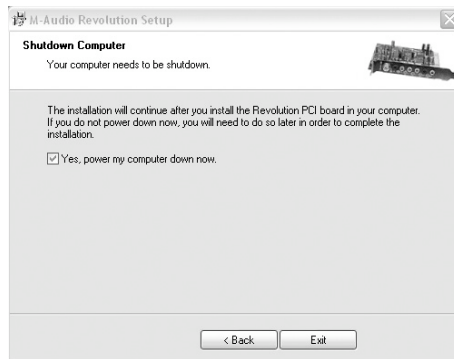 M-Audio Revolution Setup
Shutdown Computer
Your computer needs to be shutdown.
The installation will continue after you install the Revolution PCI board in your computer.
If you do not power down now, you will need to do so later in order to complete the
installation.
Yes, power my computer down now.
< Back
Exit